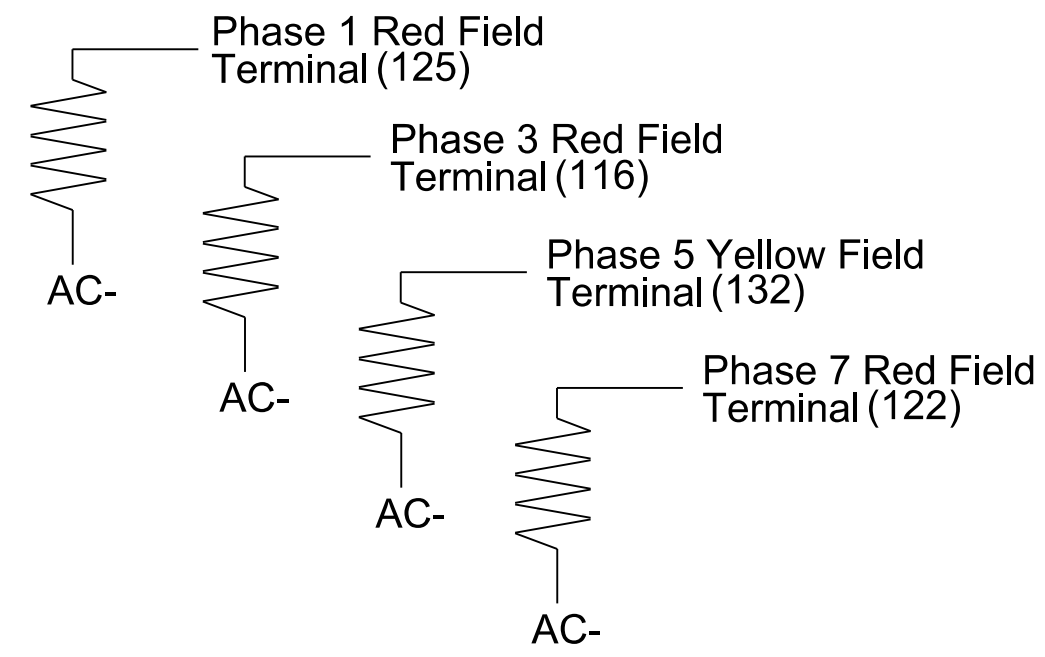 Phase 1 Red Field
Terminal (125)
AC-
Phase 3 Red Field
Terminal (116)
AC-
Phase 5 Yellow Field
Terminal (132)
AC-
Phase 7 Red Field
Terminal (122)
AC-